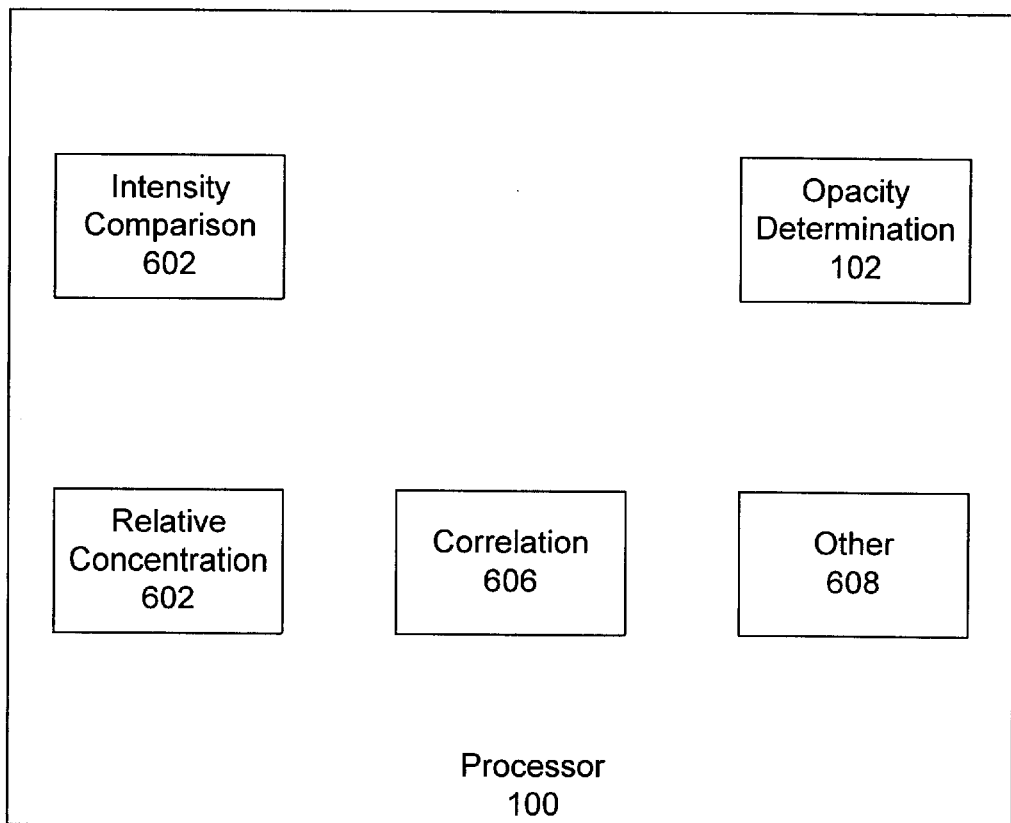 Intensity
Comparison
602
Opacity
Determination
102
Relative
Concentration
602
Correlation
606
Other
608
Processor
100